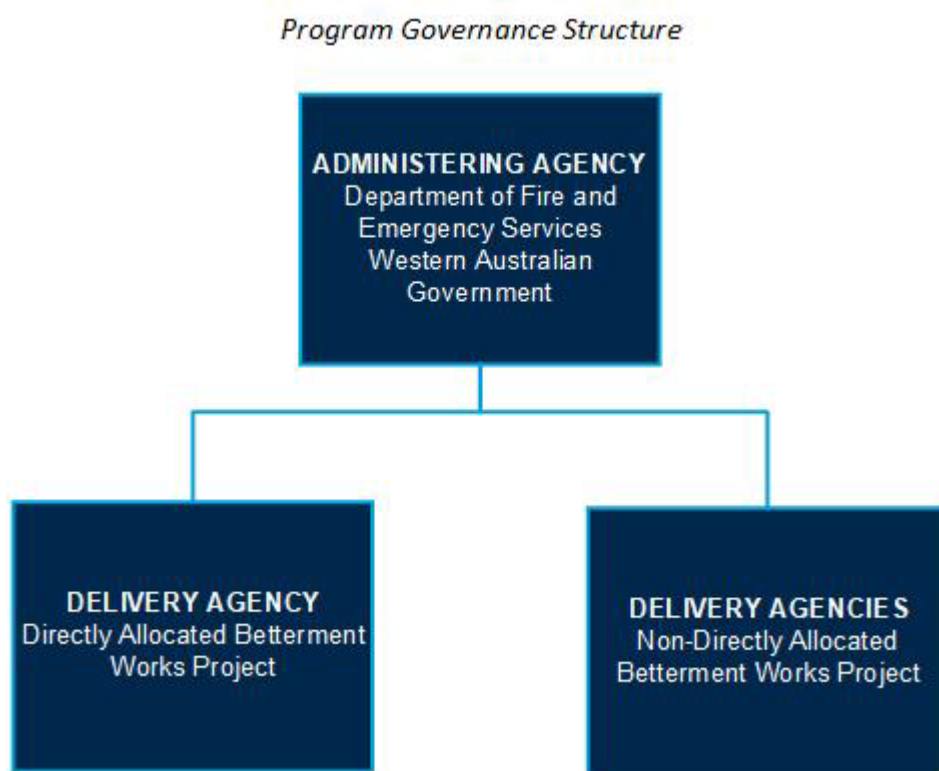 Program Governance Structure
ADMINISTERING AGENCY
Department of Fire and
Emergency Services
Western Australian
Government
DELIVERY AGENCY
Directly Allocated Betterment
Works Project
DELIVERY AGENCIES
Non-Directly Allocated
Betterment Works Project